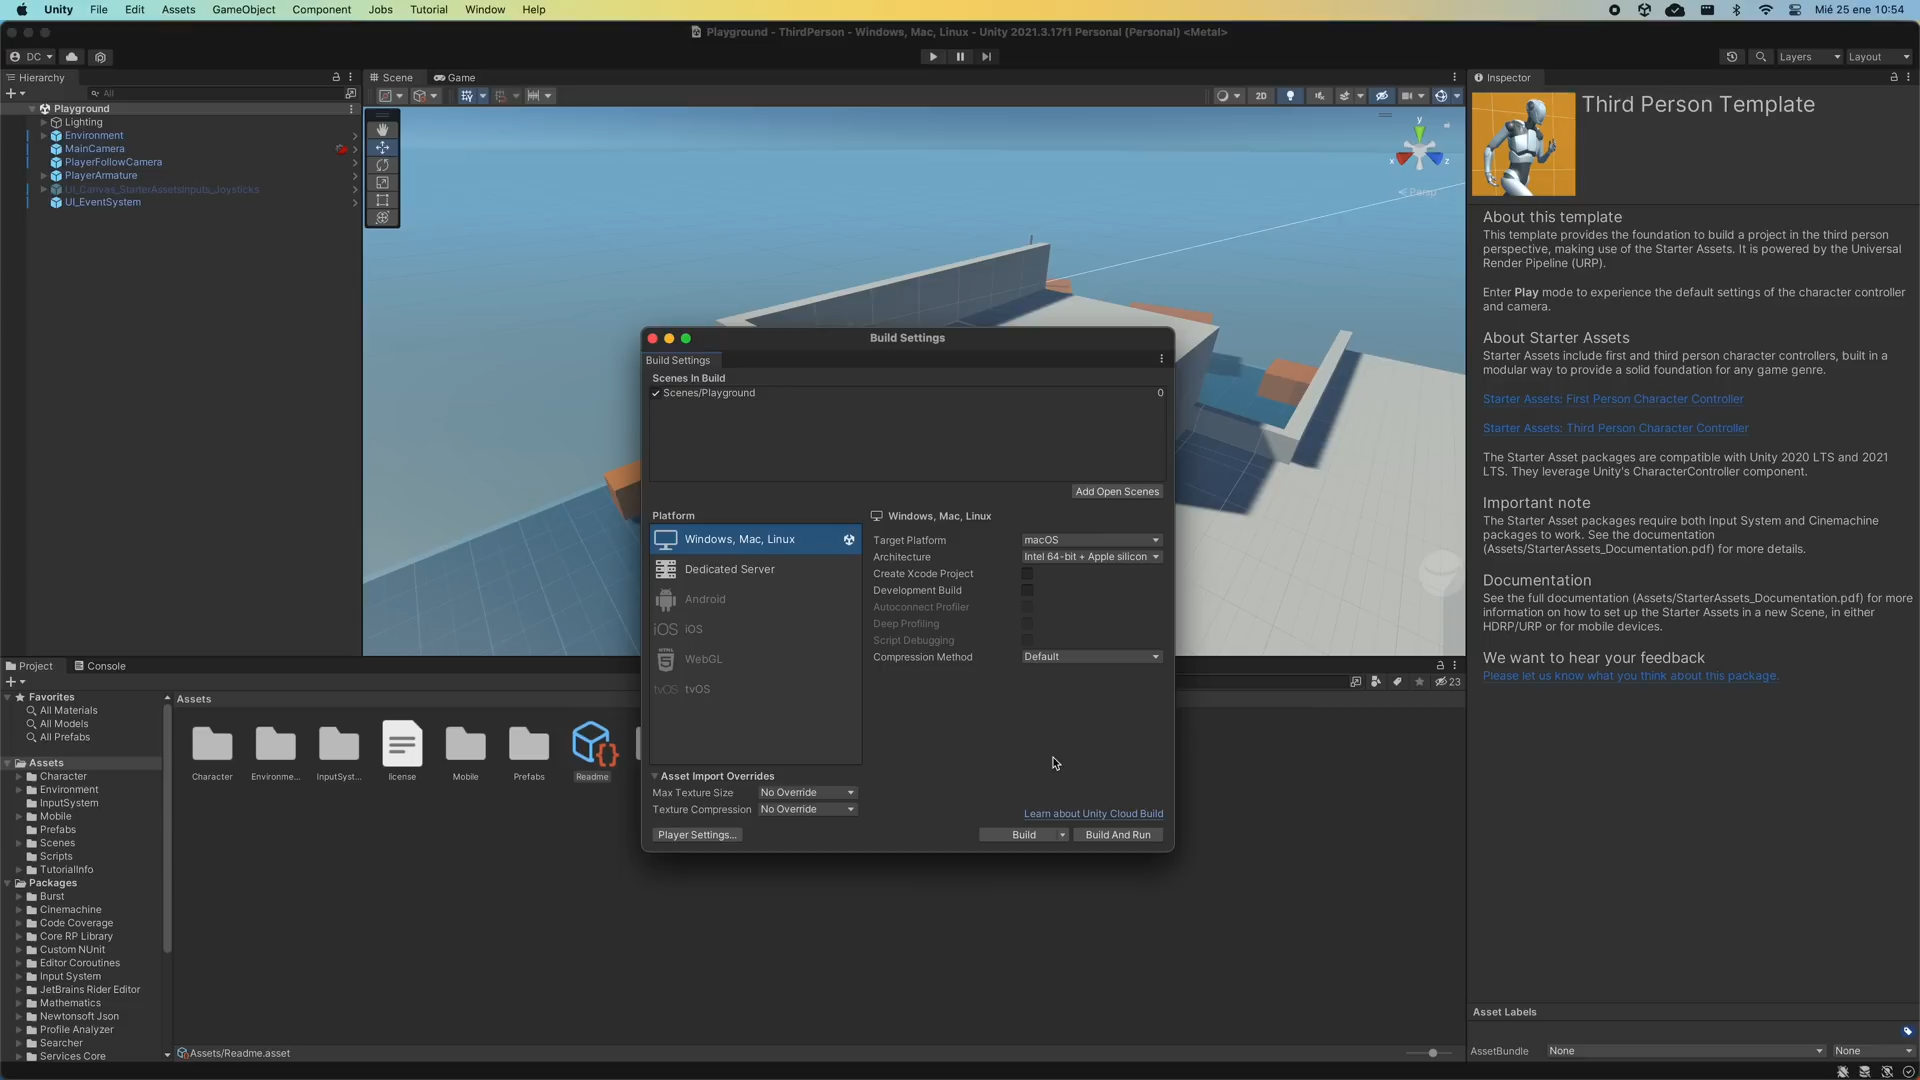 Unity File Edit Assets GameObject Component Jobs Tutorial Window Help
Mié 25 ene 10:54
Playground - ThirdPerson - Windows, Mac, Linux - Unity 2021.3.17f1 Personal (Personal) <Metal>
DC
Layers
Layout
Hierarchy
All
Playground
Lighting
Environment
MainCamera
PlayerFollowCamera
PlayerArmature
UI_Canvas_StarterAssetsInputs_Joysticks
UI_EventSystem
Scene
Game
2D
y
x
z
Persp
Build Settings
Build Settings
Scenes In Build
Scenes/Playground
0
Add Open Scenes
Platform
Windows, Mac, Linux
Dedicated Server
Android
iOS iOS
HTML
WebGL
tvOS tvOS
Windows, Mac, Linux
Target Platform macOS
Architecture Intel 64-bit + Apple silicon
Create Xcode Project
Development Build
Autoconnect Profiler
Deep Profiling
Script Debugging
Compression Method Default
Asset Import Overrides
Max Texture Size No Override
Texture Compression No Override
Learn about Unity Cloud Build
Player Settings...
Build
Build And Run
Project
Console
23
Favorites
All Materials
All Models
All Prefabs
Assets
Character
Environment
InputSystem
Mobile
Prefabs
Scenes
Scripts
TutorialInfo
Packages
Burst
Cinemachine
Code Coverage
Core RP Library
Custom NUnit
Editor Coroutines
Input System
JetBrains Rider Editor
Mathematics
Newtonsoft Json
Profile Analyzer
Searcher
Services Core
Assets
Character
Environme...
InputSyst...
license
Mobile
Prefabs
Readme
Assets/Readme.asset
Inspector
Third Person Template
About this template
This template provides the foundation to build a project in the third person
perspective, making use of the Starter Assets. It is powered by the Universal
Render Pipeline (URP).
Enter Play mode to experience the default settings of the character controller
and camera.
About Starter Assets
Starter Assets include first and third person character controllers, built in a
modular way to provide a solid foundation for any game genre.
Starter Assets: First Person Character Controller
Starter Assets: Third Person Character Controller
The Starter Asset packages are compatible with Unity 2020 LTS and 2021
LTS. They leverage Unity's CharacterController component.
Important note
The Starter Asset packages require both Input System and Cinemachine
packages to work. See the documentation
(Assets/StarterAssets_Documentation.pdf) for more details.
Documentation
See the full documentation (Assets/StarterAssets_Documentation.pdf) for more
information on how to set up the Starter Assets in a new Scene, in either
HDRP/URP or for mobile devices.
We want to hear your feedback
Please let us know what you think about this package.
Asset Labels
AssetBundle None None